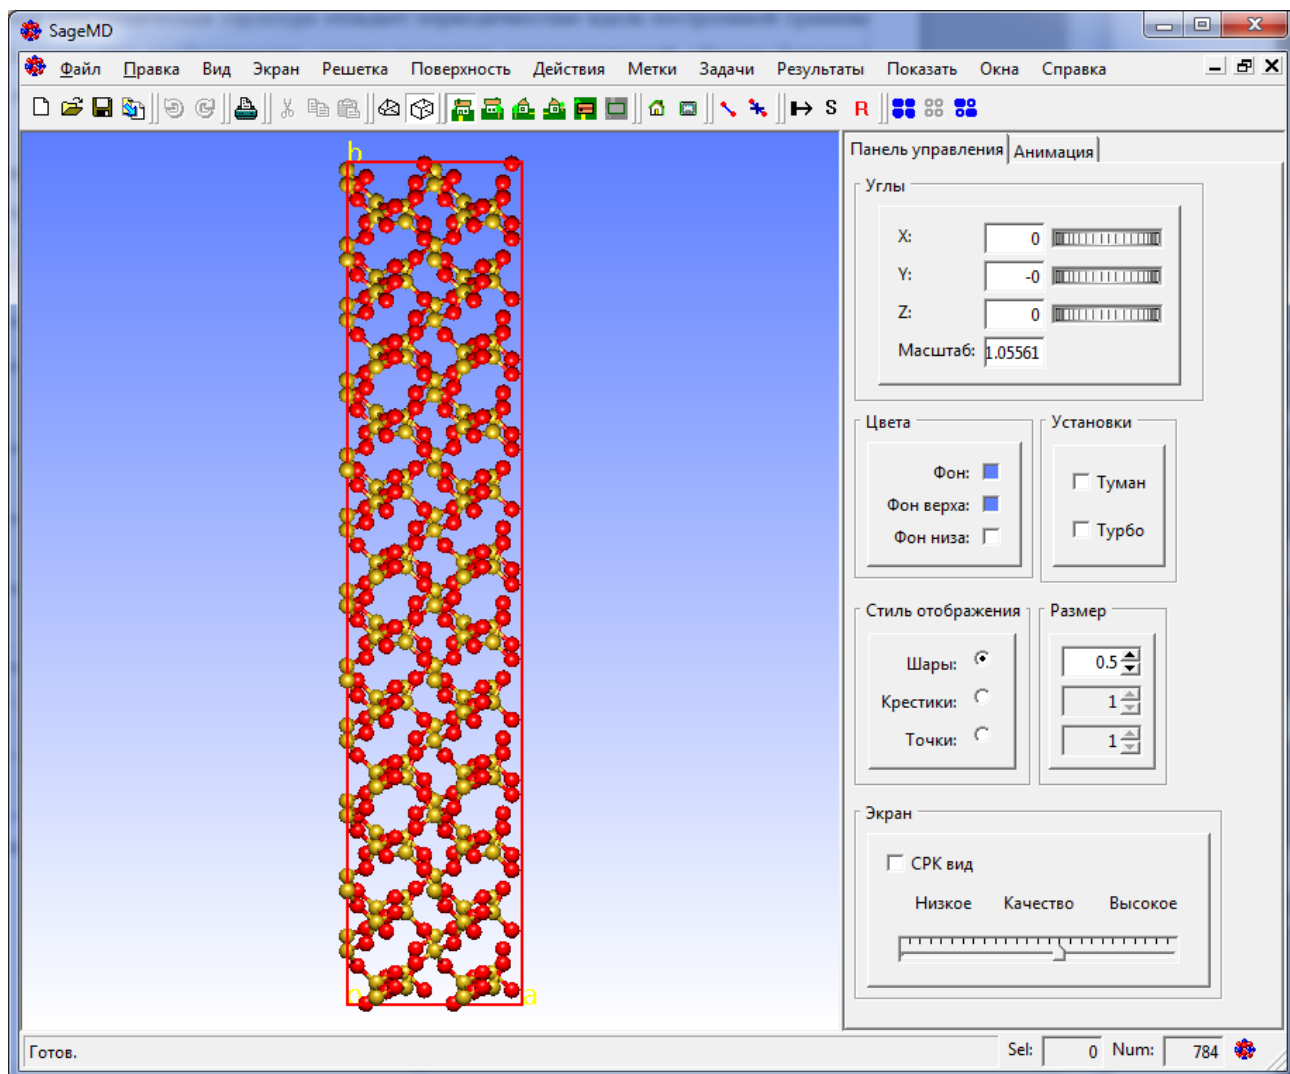 SageMD
Файл Правка Вид Экран Решетка Поверхность Действия Метки Задачи Результаты Показать Окна Справка
S R
Панель управления Анимация
b
Углы
X: 0
Y: -0
Z: 0
Масштаб: 1.05561
Цвета Установки
Фон:
Туман
Фон верха:
Турбо
Фон низа:
Стиль отображения Размер
Шары: 0.5
Крестики: 1
Точки: 1
Экран
СРК вид
Низкое Качество Высокое
o a
Готов. Sel: 0 Num: 784